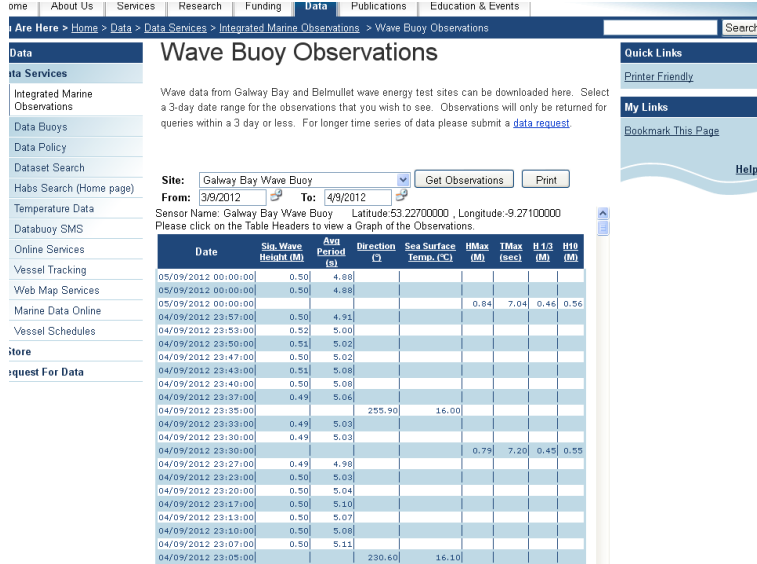 ome About Us Services Research Funding Data Publications Education & Events
Are Here > Home > Data > Data Services > Integrated Marine Observations > Wave Buoy Observations
Search
Data
ta Services
Integrated Marine
Observations
Data Buoys
Data Policy
Dataset Search
Habs Search (Home page)
Temperature Data
Databuoy SMS
Online Services
Vessel Tracking
Web Map Services
Marine Data Online
Vessel Schedules
Store
equest For Data
Wave Buoy Observations
Wave data from Galway Bay and Belmullet wave energy test sites can be downloaded here. Select
a 3-day date range for the observations that you wish to see. Observations will only be returned for
queries within a 3 day or less. For longer time series of data please submit a data request.
Site: Galway Bay Wave Buoy Get Observations Print
From: 3/9/2012 To: 4/9/2012
Sensor Name: Galway Bay Wave Buoy Latitude:53.22700000 , Longitude:-9.27100000
Please click on the Table Headers to view a Graph of the Observations.
Date Sig. Wave Height (M) Avg Period (s) Direction (°) Sea Surface Temp. (°C) HMax (M) TMax (sec) H 1/3 (M) H10 (M)
05/09/2012 00:00:00 0.50 4.88
05/09/2012 00:00:00 0.50 4.88
05/09/2012 00:00:00 0.84 7.04 0.46 0.56
04/09/2012 23:57:00 0.50 4.91
04/09/2012 23:53:00 0.52 5.00
04/09/2012 23:50:00 0.51 5.02
04/09/2012 23:47:00 0.50 5.02
04/09/2012 23:43:00 0.51 5.08
04/09/2012 23:40:00 0.50 5.08
04/09/2012 23:37:00 0.49 5.06
04/09/2012 23:35:00 255.90 16.00
04/09/2012 23:33:00 0.49 5.03
04/09/2012 23:30:00 0.49 5.03
04/09/2012 23:30:00 0.79 7.20 0.45 0.55
04/09/2012 23:27:00 0.49 4.98
04/09/2012 23:23:00 0.50 5.03
04/09/2012 23:20:00 0.50 5.04
04/09/2012 23:17:00 0.50 5.10
04/09/2012 23:13:00 0.50 5.07
04/09/2012 23:10:00 0.50 5.08
04/09/2012 23:07:00 0.50 5.11
04/09/2012 23:05:00 230.60 16.10
Quick Links
Printer Friendly
My Links
Bookmark This Page
Help